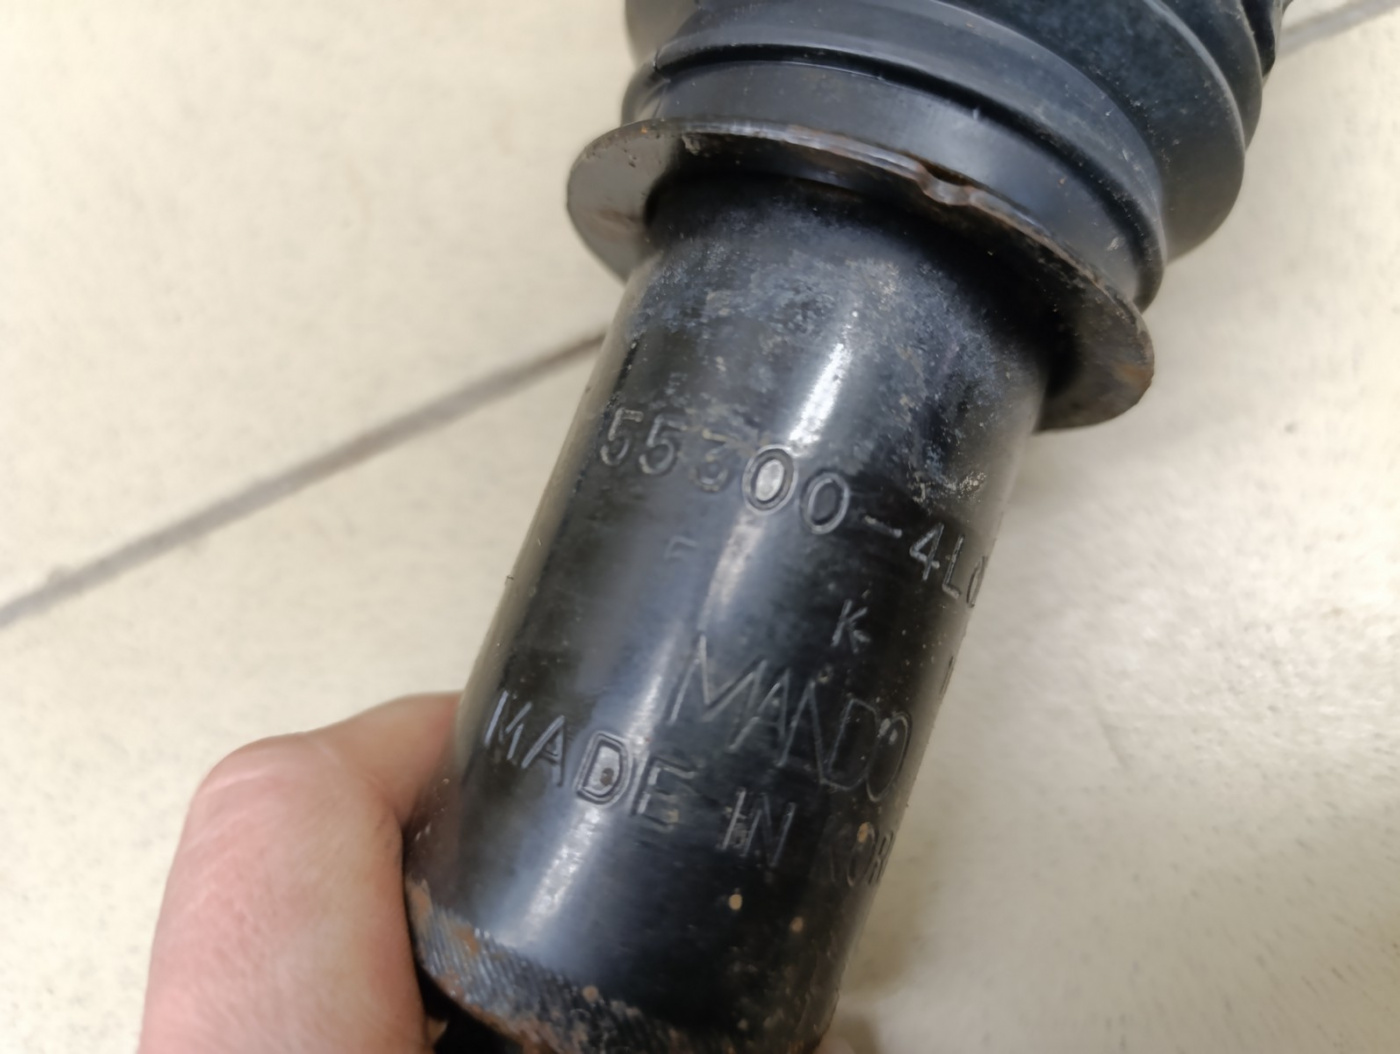 55300-4L
K
MANDO
MADE IN KOR